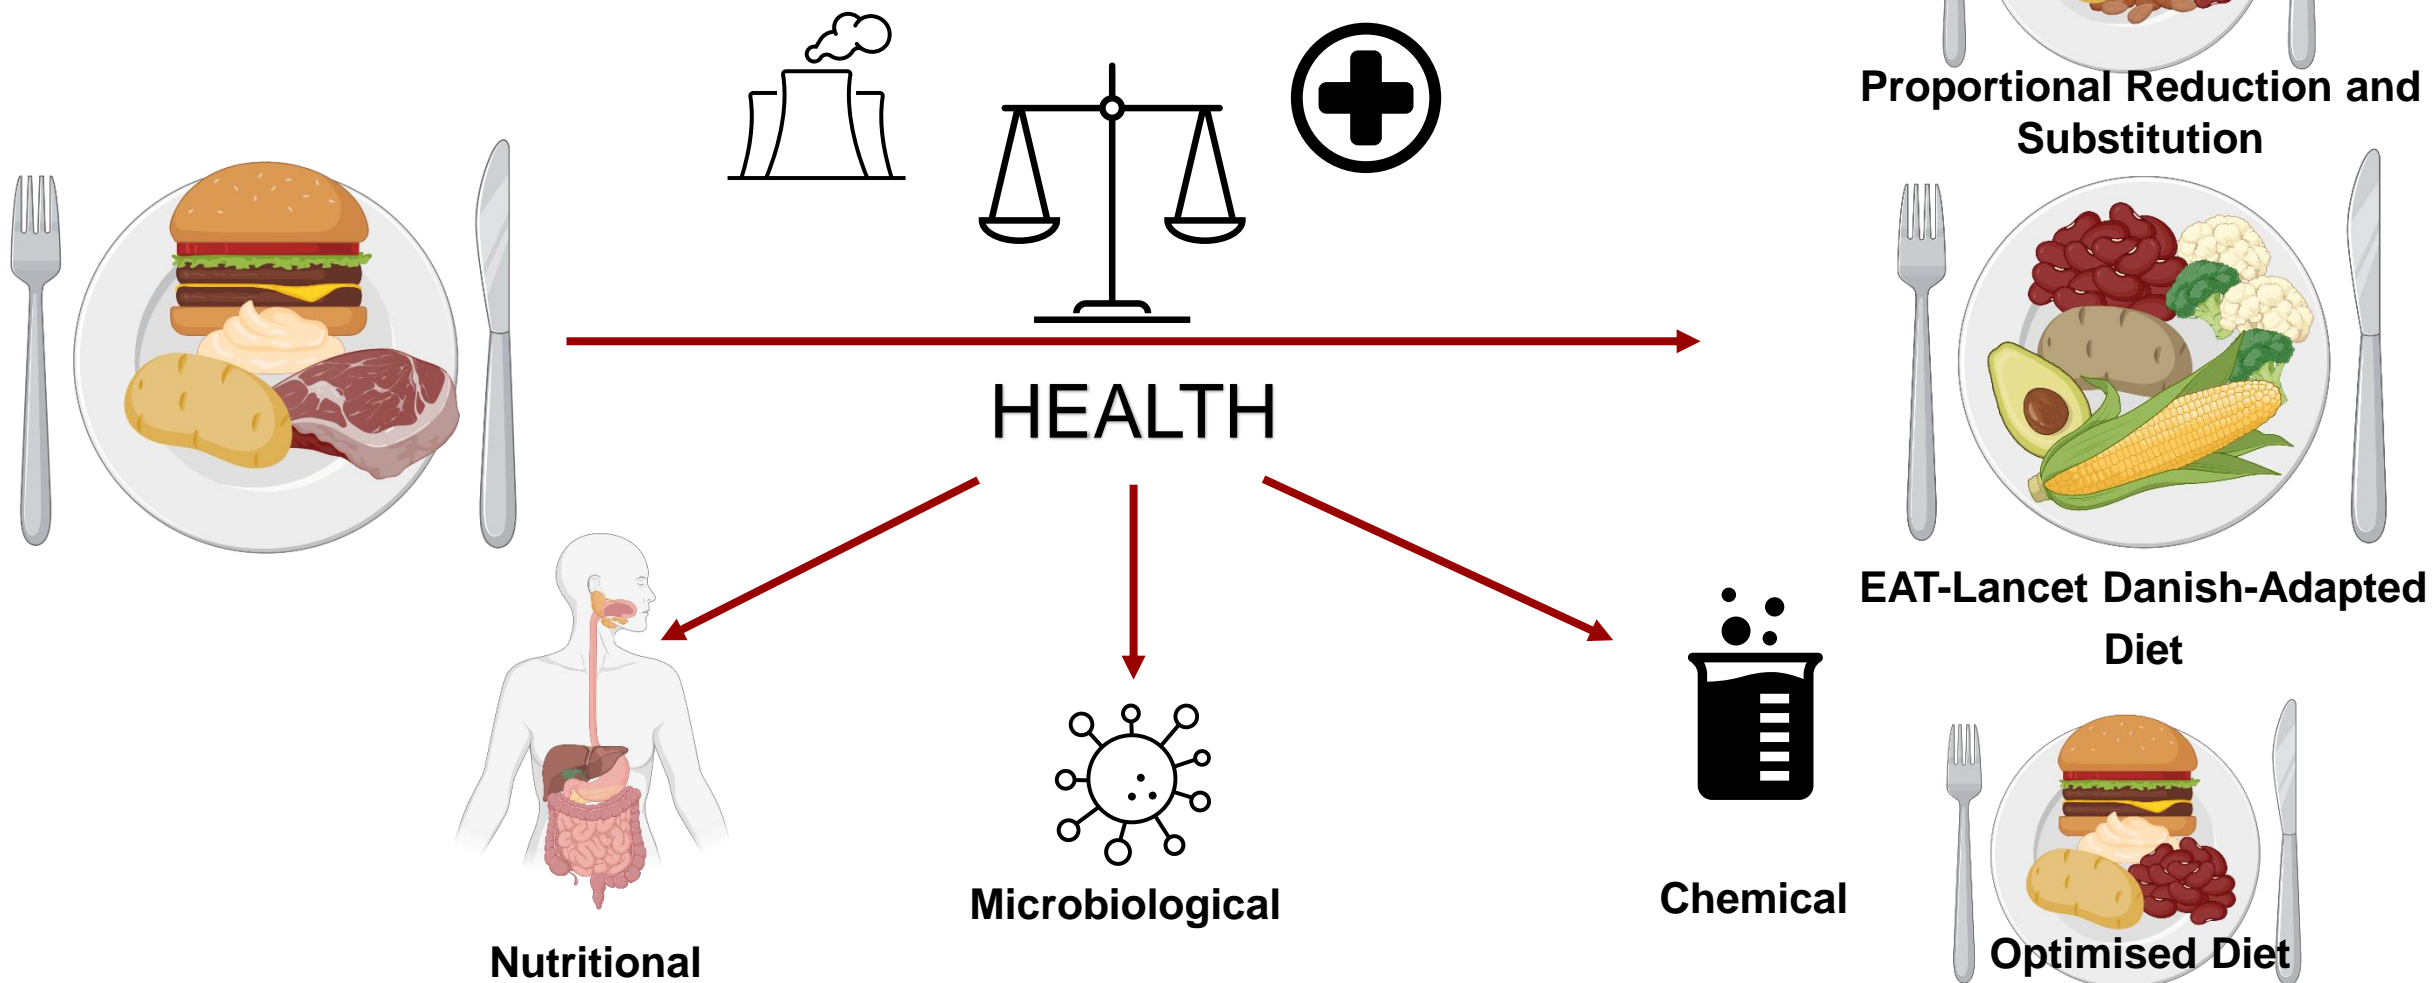 Proportional Reduction and
Substitution
HEALTH
EAT-Lancet Danish-Adapted
Diet
Nutritional
Microbiological
Chemical
Optimised Diet